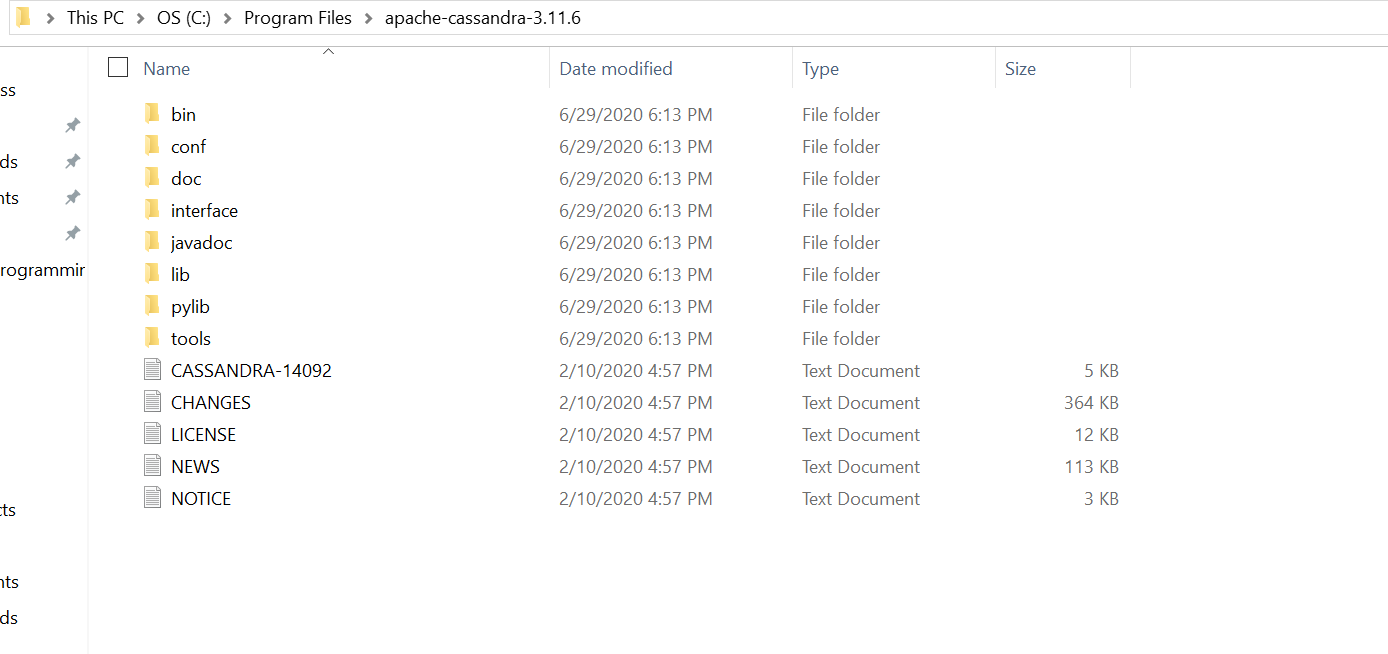 This PC > OS (C:) > Program Files > apache-cassandra-3.11.6
Name Date modified Type Size
ss
bin 6/29/2020 6:13 PM File folder
conf 6/29/2020 6:13 PM File folder
ds
doc 6/29/2020 6:13 PM File folder
nts
interface 6/29/2020 6:13 PM File folder
javadoc 6/29/2020 6:13 PM File folder
rogrammin
lib 6/29/2020 6:13 PM File folder
pylib 6/29/2020 6:13 PM File folder
tools 6/29/2020 6:13 PM File folder
CASSANDRA-14092 2/10/2020 4:57 PM Text Document 5 KB
CHANGES 2/10/2020 4:57 PM Text Document 364 KB
LICENSE 2/10/2020 4:57 PM Text Document 12 KB
NEWS 2/10/2020 4:57 PM Text Document 113 KB
NOTICE 2/10/2020 4:57 PM Text Document 3 KB
cts
nts
ds